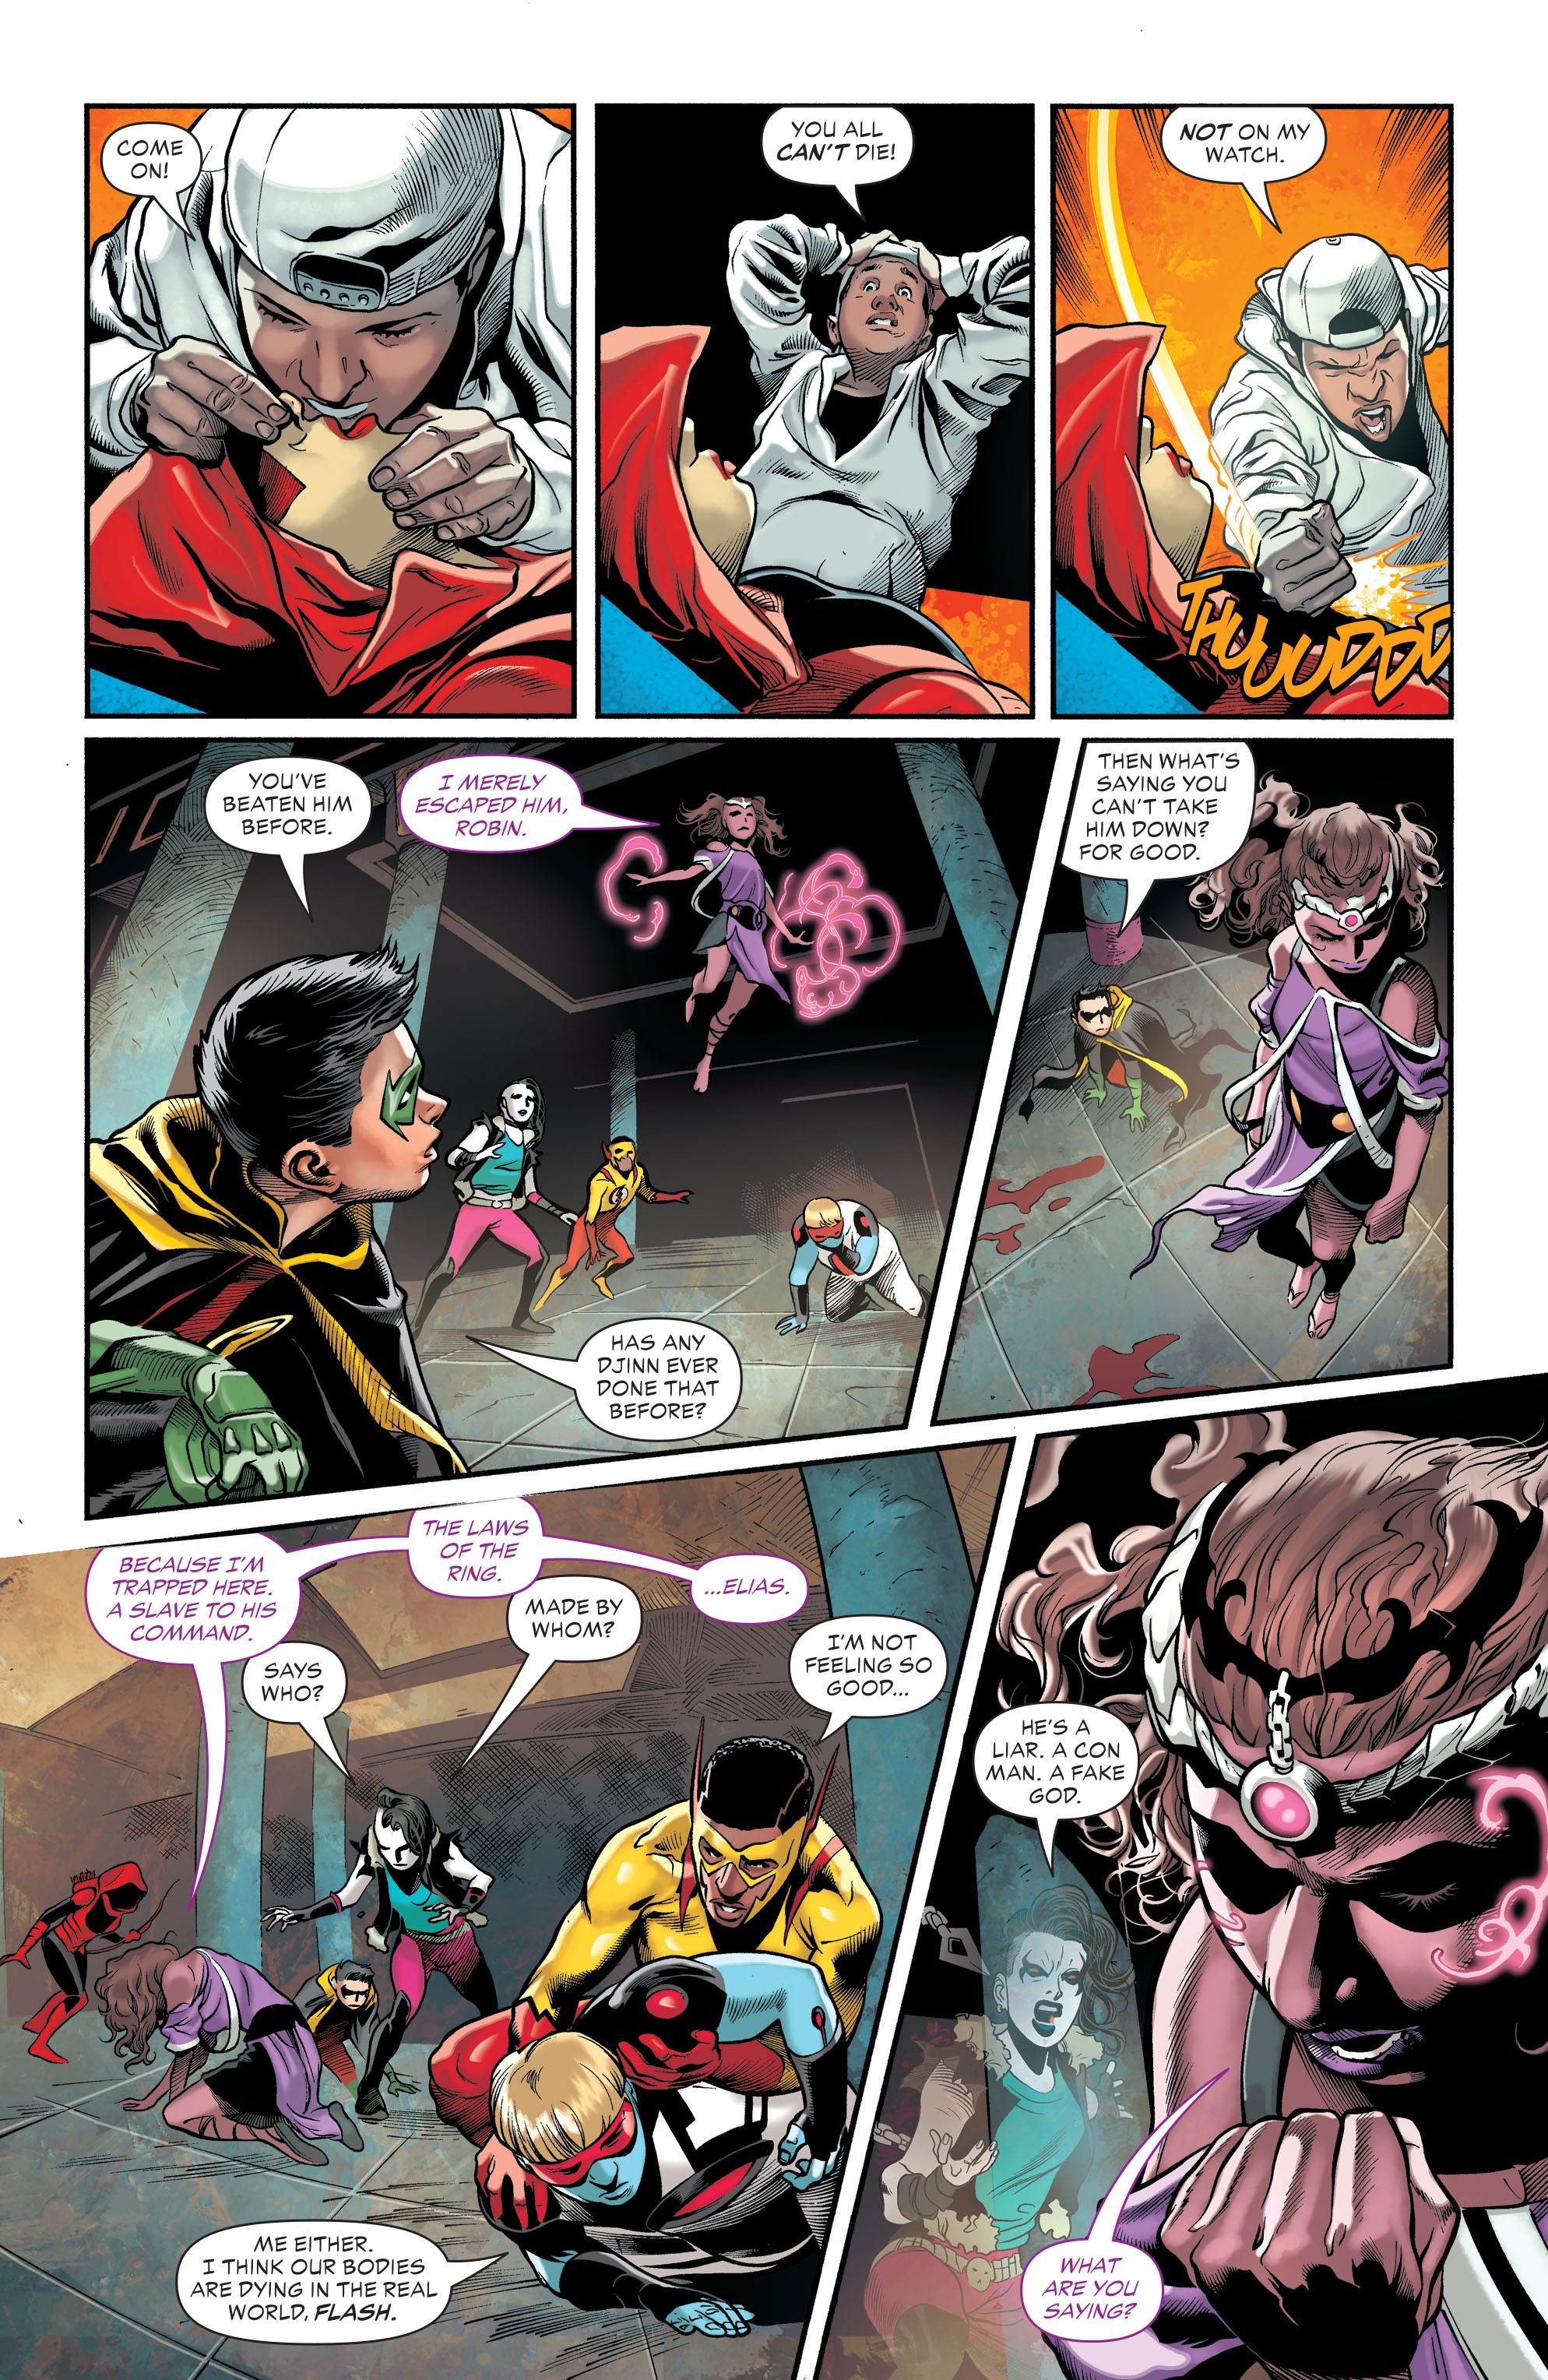 COME
ON!
YOU ALL
CAN'T DIE!
NOT ON MY
WATCH.
THUUUDDD
YOU'VE
BEATEN HIM
BEFORE.
I MERELY
ESCAPED HIM,
ROBIN.
HAS ANY
DJINN EVER
DONE THAT
BEFORE?
THEN WHAT'S
SAYING YOU
CAN'T TAKE
HIM DOWN?
FOR GOOD.
BECAUSE I'M
TRAPPED HERE.
A SLAVE TO HIS
COMMAND.
THE LAWS
OF THE
RING.
...ELIAS.
SAYS
WHO?
MADE BY
WHOM?
I'M NOT
FEELING SO
GOOD...
ME EITHER.
I THINK OUR BODIES
ARE DYING IN THE REAL
WORLD, FLASH.
HE'S A
LIAR. A CON
MAN. A FAKE
GOD.
WHAT
ARE YOU
SAYING?